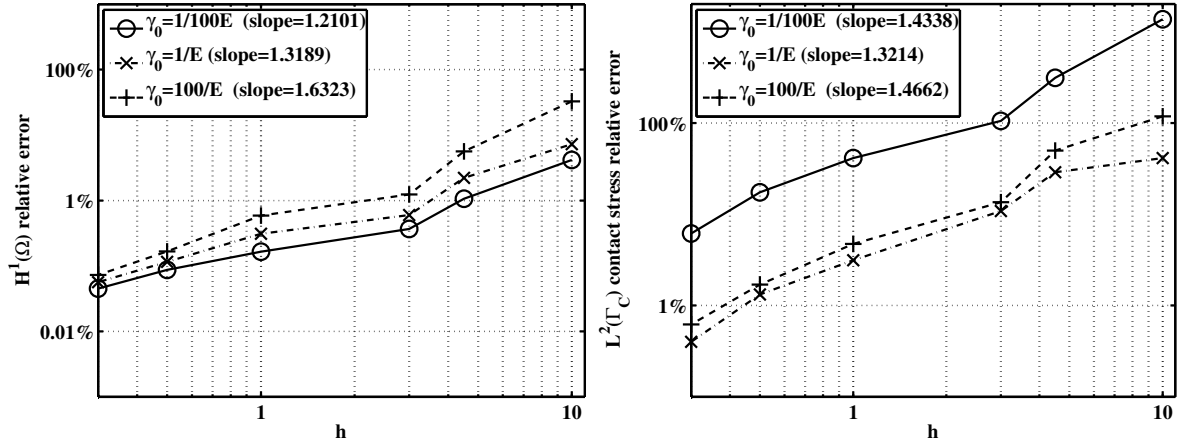 γ₀=1/100E (slope=1.2101)
γ₀=1/E (slope=1.3189)
γ₀=100/E (slope=1.6323)
100%
1%
0.01%
H¹(Ω) relative error
1
10
h
γ₀=1/100E (slope=1.4338)
γ₀=1/E (slope=1.3214)
γ₀=100/E (slope=1.4662)
100%
1%
L²(Γ_C) contact stress relative error
1
10
h